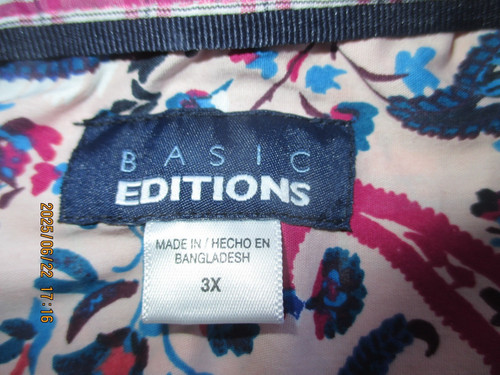 BASIC
EDITIONS
MADE IN / HECHO EN
BANGLADESH
3X
2025/06/22 17:16